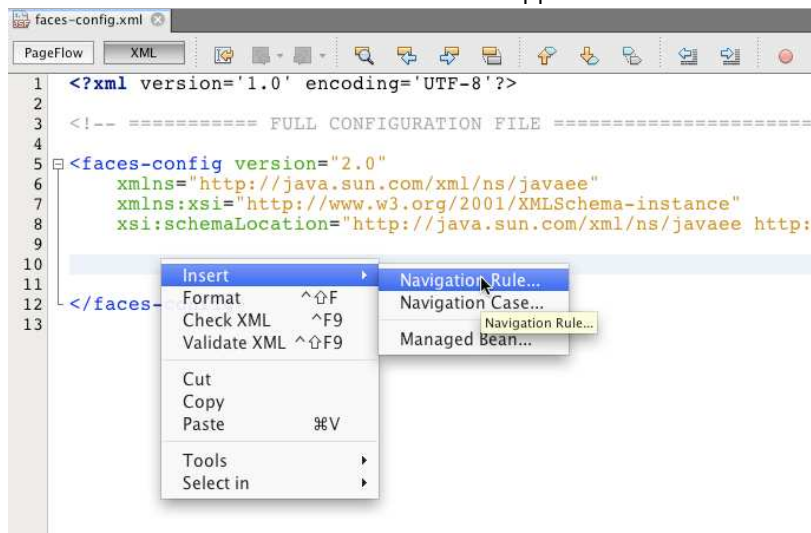 faces-config.xml
PageFlow XML
1 <?xml version='1.0' encoding='UTF-8'?>
2
3 <!-- =========== FULL CONFIGURATION FILE ======================
4
5 <faces-config version="2.0"
6 xmlns="http://java.sun.com/xml/ns/javaee"
7 xmlns:xsi="http://www.w3.org/2001/XMLSchema-instance"
8 xsi:schemaLocation="http://java.sun.com/xml/ns/javaee http:
9
10
11
12 </faces-
13
Insert
Format ^⇧F
Check XML ^F9
Validate XML ^⇧F9
Cut
Copy
Paste ⌘V
Tools
Select in
Navigation Rule...
Navigation Case...
Navigation Rule...
Managed Bean...